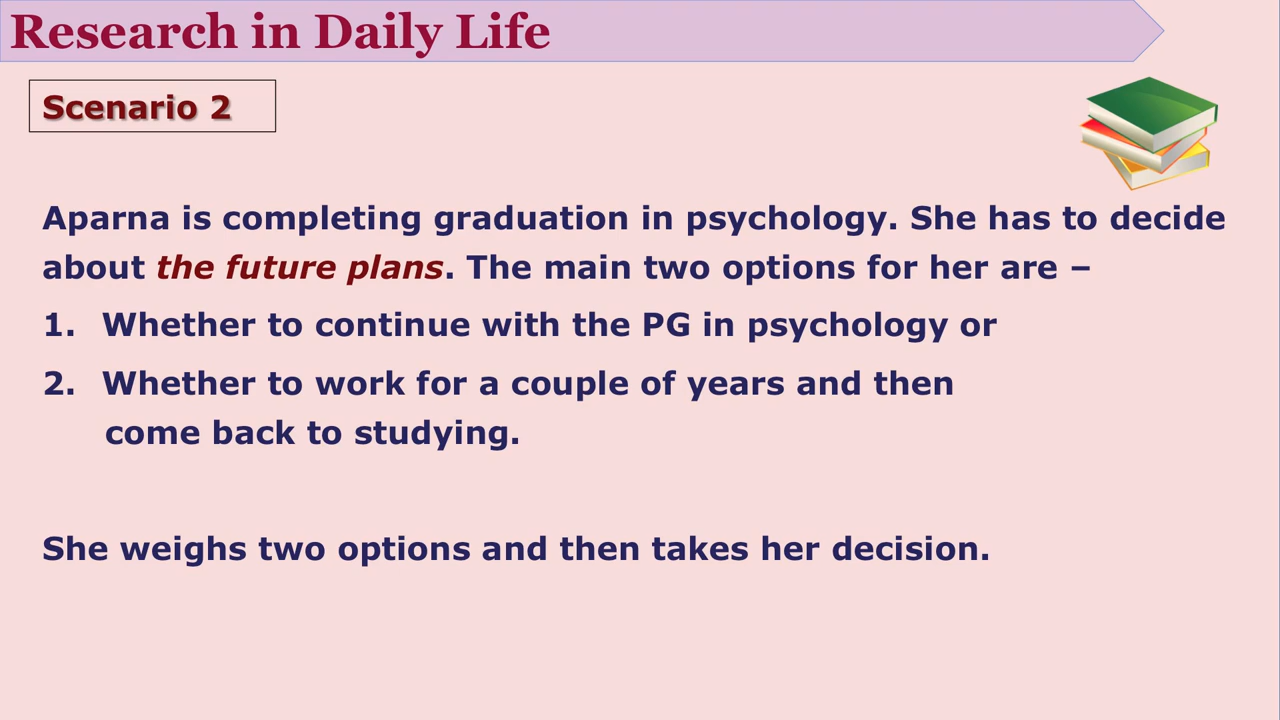 Research in Daily Life
Scenario 2
Aparna is completing graduation in psychology. She has to decide
about the future plans. The main two options for her are –
1. Whether to continue with the PG in psychology or
2. Whether to work for a couple of years and then
come back to studying.
She weighs two options and then takes her decision.